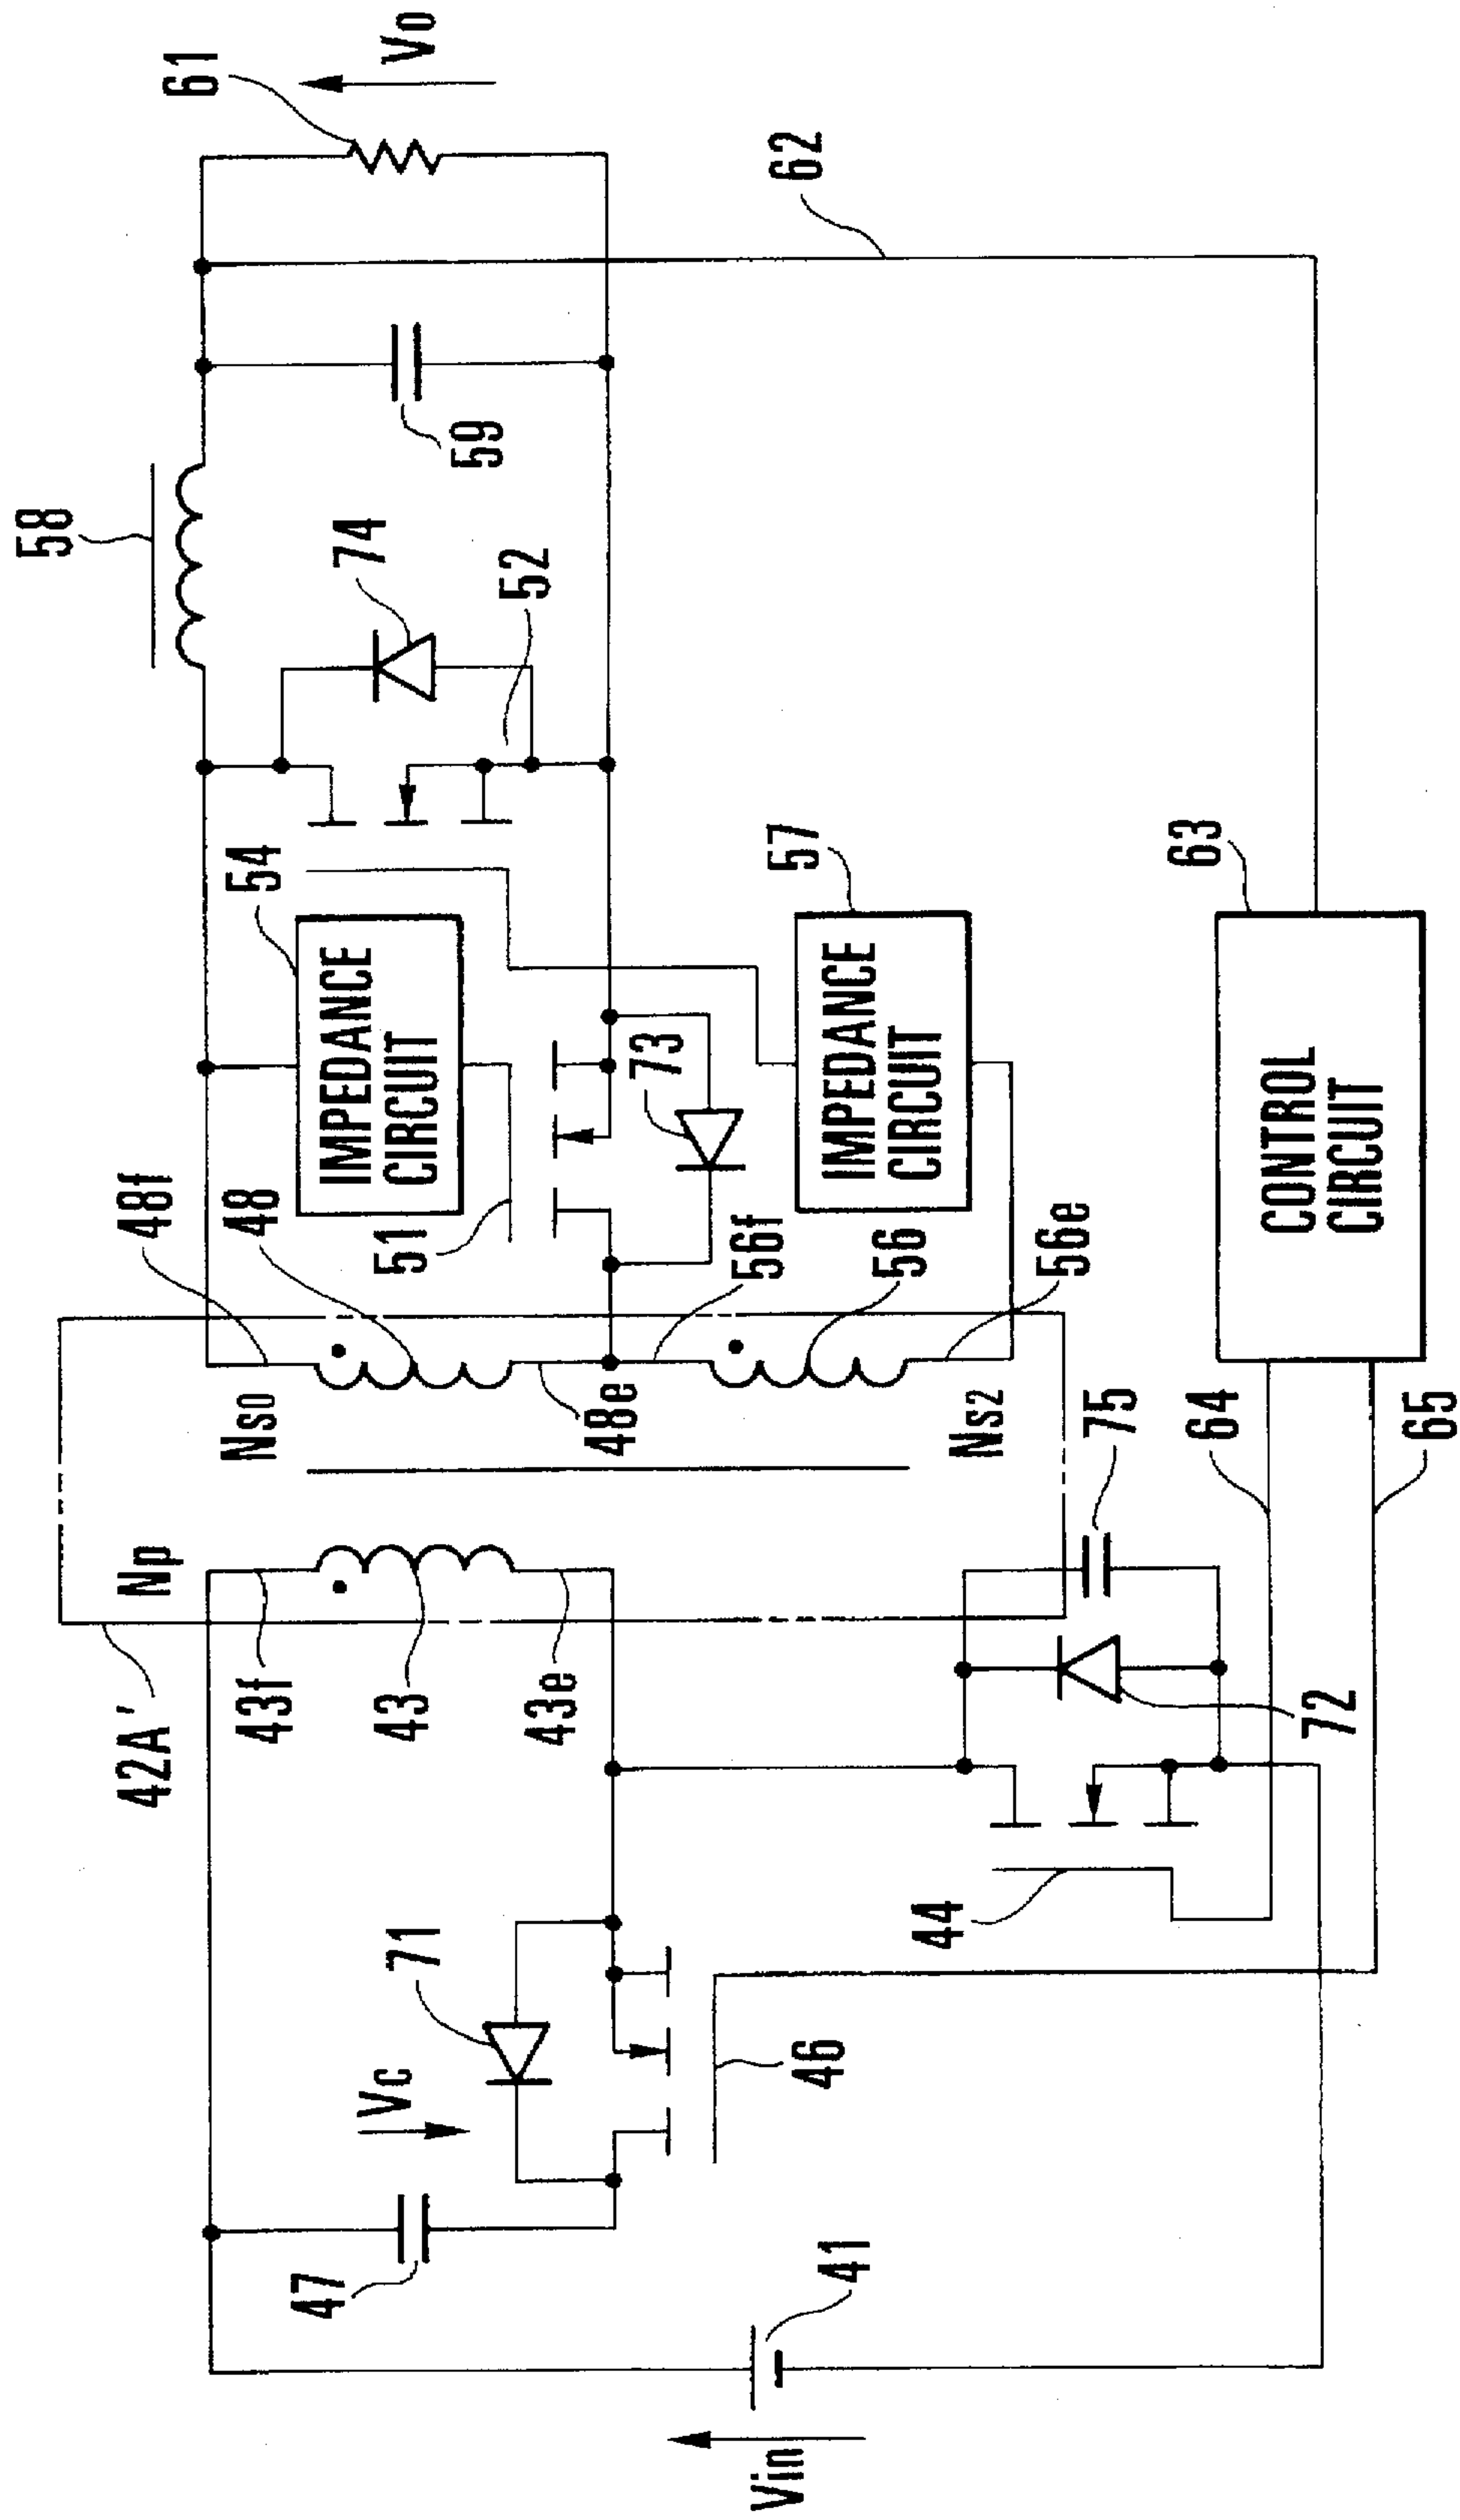 58
61
Vo
54
74
59
52
62
48f
48
IMPEDANCE
CIRCUIT
51
73
57
IMPEDANCE
CIRCUIT
56f
56
56e
63
CONTROL
CIRCUIT
Ns0
48e
Ns2
75
64
65
Np
42A'
43f
43
43e
72
44
71
Vc
46
47
41
Vin